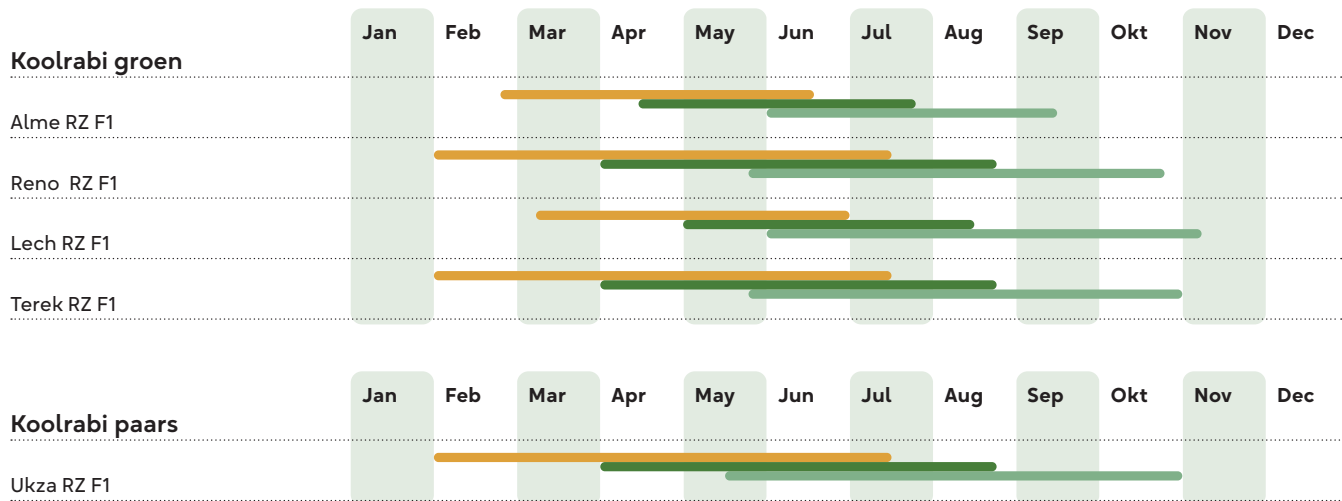 Jan Feb Mar Apr May Jun Jul Aug Sep Okt Nov Dec
Koolrabi groen
Alme RZ F1
Reno RZ F1
Lech RZ F1
Terek RZ F1
Jan Feb Mar Apr May Jun Jul Aug Sep Okt Nov Dec
Koolrabi paars
Ukza RZ F1